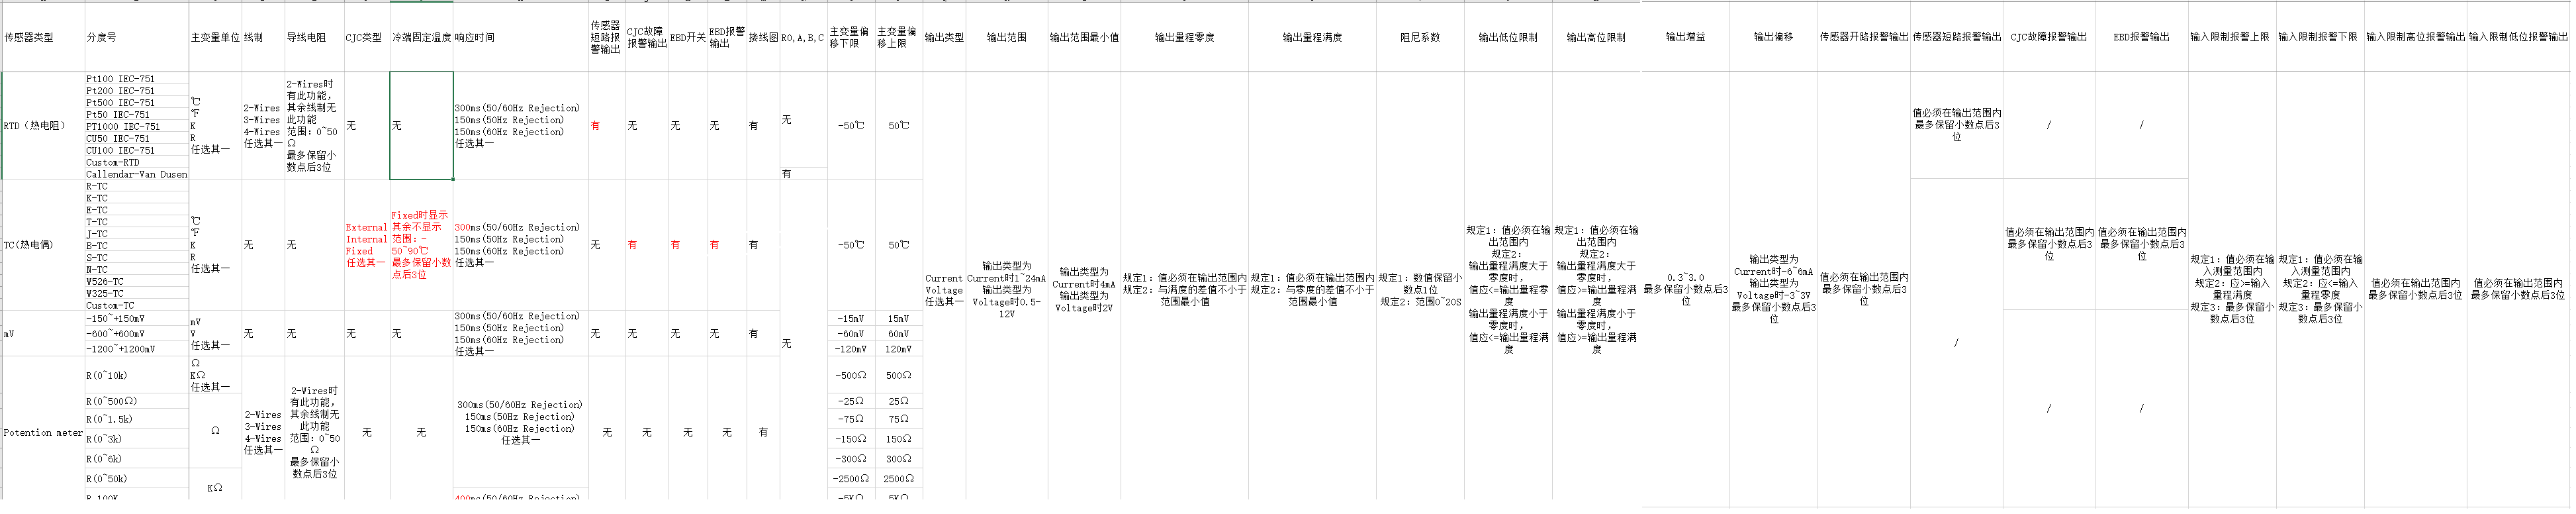 传感器类型
分度号
主变量单位
线制
导线电阻
CJC类型
冷端固定温度
响应时间
传感器
短路报
警输出
CJC故障
报警输出
EBD开关
EBD报警
输出
接线图
R0,A,B,C
主变量偏
移下限
主变量偏
移上限
输出类型
输出范围
输出范围最小值
输出量程零度
输出量程满度
阻尼系数
输出低位限制
输出高位限制
输出增益
输出偏移
传感器开路报警输出
传感器短路报警输出
CJC故障报警输出
EBD报警输出
输入限制报警上限
输入限制报警下限
输入限制高位报警输出
输入限制低位报警输出
RTD（热电阻）
Pt100 IEC-751
Pt200 IEC-751
Pt500 IEC-751
Pt50 IEC-751
PT1000 IEC-751
CU50 IEC-751
CU100 IEC-751
Custom-RTD
Callendar-Van Dusen
℃
℉
K
R
任选其一
2-Wires
3-Wires
4-Wires
任选其一
2-Wires时
有此功能，
其余线制无
此功能
范围：0~50
Ω
最多保留小
数点后3位
无
无
300ms(50/60Hz Rejection)
150ms(50Hz Rejection)
150ms(60Hz Rejection)
任选其一
有
无
无
无
有
无
有
-50℃
50℃
值必须在输出范围内
最多保留小数点后3
位
/
/
TC(热电偶)
R-TC
K-TC
E-TC
T-TC
J-TC
B-TC
S-TC
N-TC
W526-TC
W325-TC
Custom-TC
℃
℉
K
R
任选其一
无
无
External
Internal
Fixed
任选其一
Fixed时显示
其余不显示
范围：-
50~90℃
最多保留小数
点后3位
300ms(50/60Hz Rejection)
150ms(50Hz Rejection)
150ms(60Hz Rejection)
任选其一
无
有
有
有
有
-50℃
50℃
Current
Voltage
任选其一
输出类型为
Current时1~24mA
输出类型为
Voltage时0.5-
12V
输出类型为
Current时4mA
输出类型为
Voltage时2V
规定1：值必须在输出范围内
规定2：与满度的差值不小于
范围最小值
规定1：值必须在输出范围内
规定2：与零度的差值不小于
范围最小值
规定1：数值保留小
数点1位
规定2：范围0~20S
规定1：值必须在输
出范围内
规定2：
输出量程满度大于
零度时，
值应<=输出量程零
度
输出量程满度小于
零度时，
值应<=输出量程满
度
规定1：值必须在输
出范围内
规定2：
输出量程满度大于
零度时，
值应>=输出量程满
度
输出量程满度小于
零度时，
值应>=输出量程满
度
0.3~3.0
最多保留小数点后3
位
输出类型为
Current时-6~6mA
输出类型为
Voltage时-3~3V
最多保留小数点后3
位
值必须在输出范围内
最多保留小数点后3
位
值必须在输出范围内
最多保留小数点后3
位
值必须在输出范围内
最多保留小数点后3
位
规定1：值必须在输
入测量范围内
规定2：应>=输入
量程满度
规定3：最多保留小
数点后3位
规定1：值必须在输
入测量范围内
规定2：应<=输入
量程零度
规定3：最多保留小
数点后3位
值必须在输出范围内
最多保留小数点后3位
值必须在输出范围内
最多保留小数点后3位
mV
-150~+150mV
-600~+600mV
-1200~+1200mV
mV
V
任选其一
无
无
无
无
300ms(50/60Hz Rejection)
150ms(50Hz Rejection)
150ms(60Hz Rejection)
任选其一
无
无
无
无
有
无
-15mV
15mV
-60mV
60mV
-120mV
120mV
/
Potention meter
R(0~10k)
R(0~500Ω)
R(0~1.5k)
R(0~3k)
R(0~6k)
R(0~50k)
R 100K
Ω
KΩ
任选其一
Ω
KΩ
2-Wires
3-Wires
4-Wires
任选其一
2-Wires时
有此功能，
其余线制无
此功能
范围：0~50
Ω
最多保留小
数点后3位
无
无
300ms(50/60Hz Rejection)
150ms(50Hz Rejection)
150ms(60Hz Rejection)
任选其一
400ms(50/60Hz Rejection)
无
无
无
无
有
-500Ω
500Ω
-25Ω
25Ω
-75Ω
75Ω
-150Ω
150Ω
-300Ω
300Ω
-2500Ω
2500Ω
-5KΩ
5KΩ
/
/